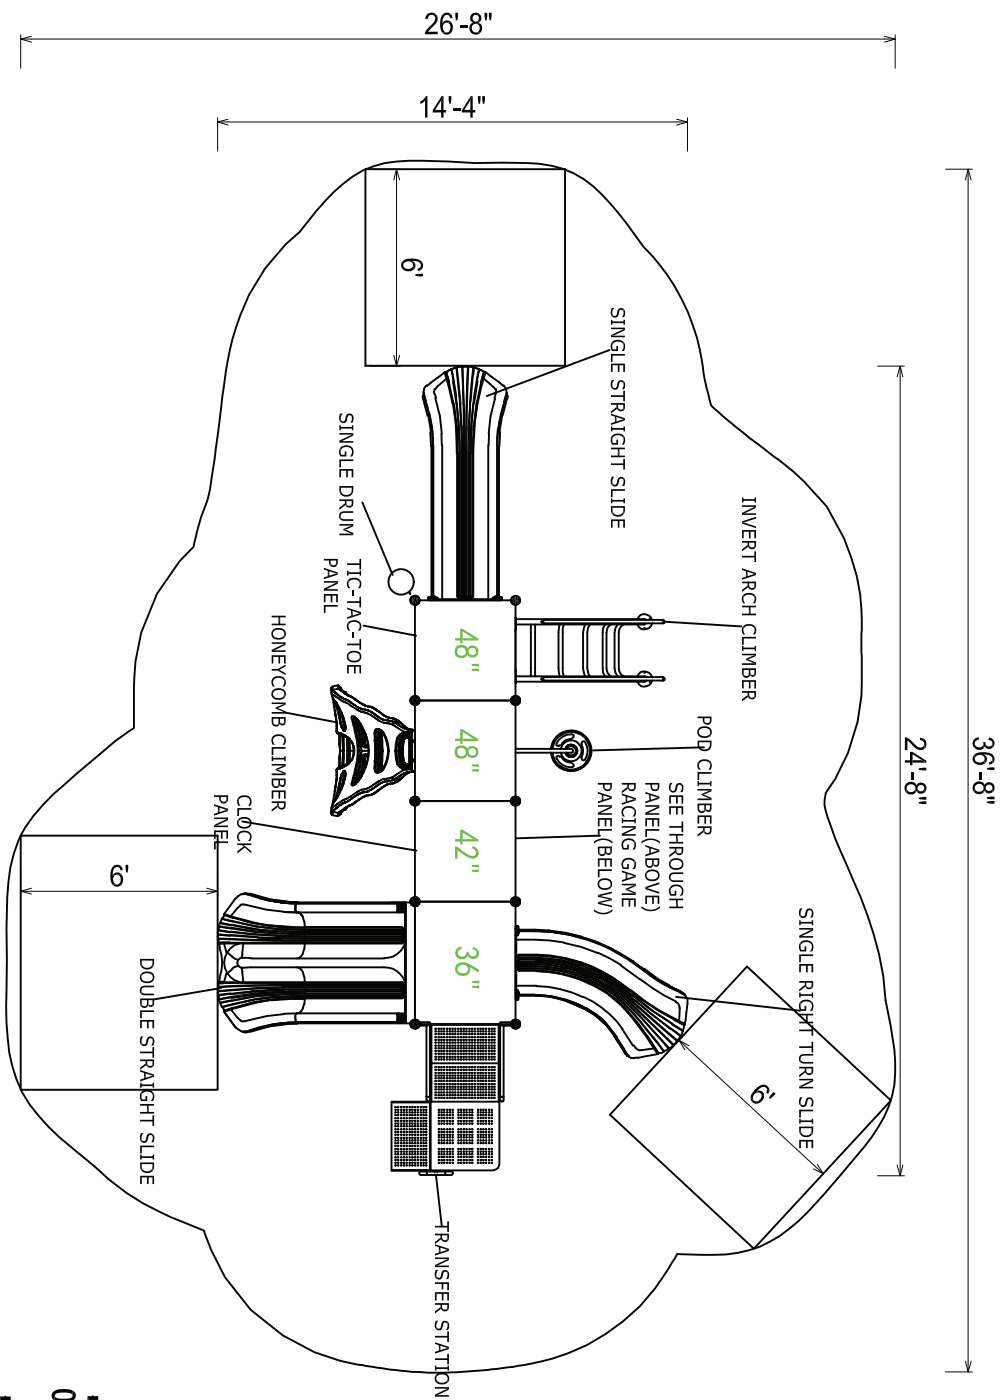 26'-8"
14'-4"
36'-8"
24'-8"
6'
SINGLE STRAIGHT SLIDE
SINGLE DRUM
TIC-TAC-TOE
PANEL
INVERT ARCH CLIMBER
48"
HONEYCOMB CLIMBER
48"
POD CLIMBER
SEE THROUGH
PANEL(ABOVE)
RACING GAME
PANEL(BELOW)
CLOCK
PANEL
42"
6'
36"
SINGLE RIGHT TURN SLIDE
DOUBLE STRAIGHT SLIDE
6'
TRANSFER STATION